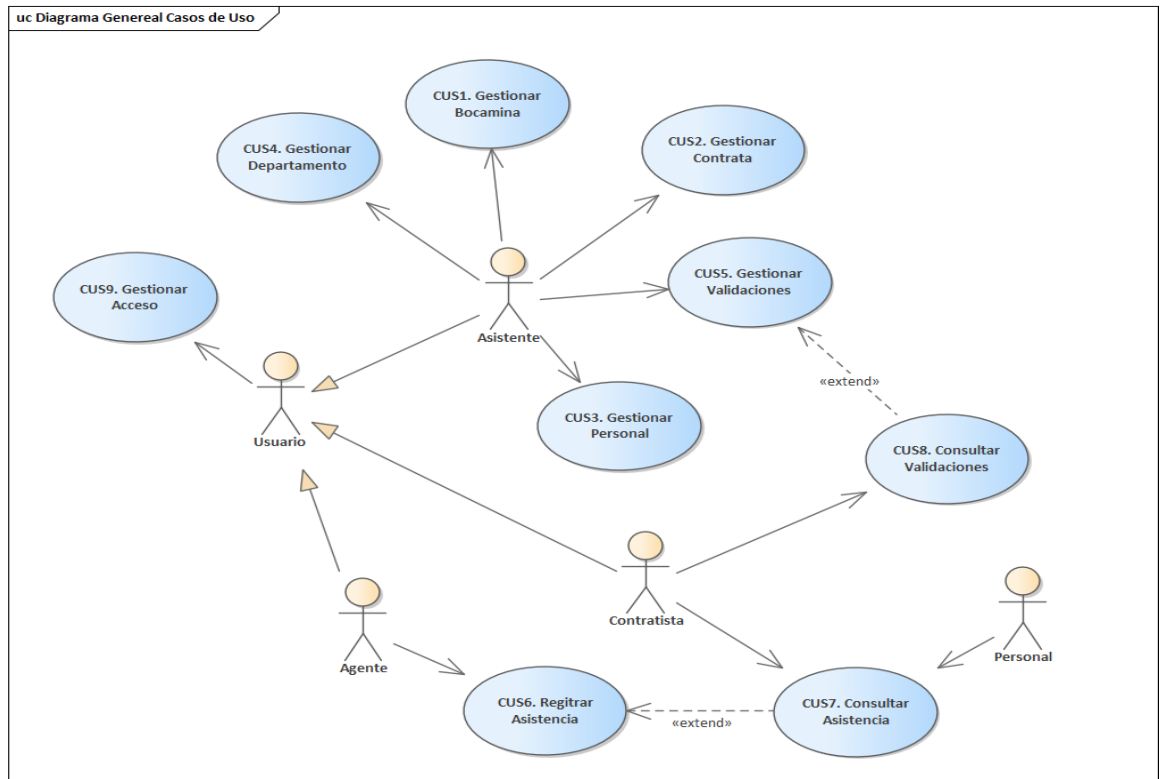 uc Diagrama Genereal Casos de Uso
CUS1. Gestionar
Bocamina
CUS4. Gestionar
Departamento
CUS2. Gestionar
Contrata
CUS9. Gestionar
Acceso
CUS5. Gestionar
Validaciones
Asistente
«extend»
Usuario
CUS3. Gestionar
Personal
CUS8. Consultar
Validaciones
Contratista
Agente
Personal
CUS6. Regitrar
Asistencia
«extend»
CUS7. Consultar
Asistencia